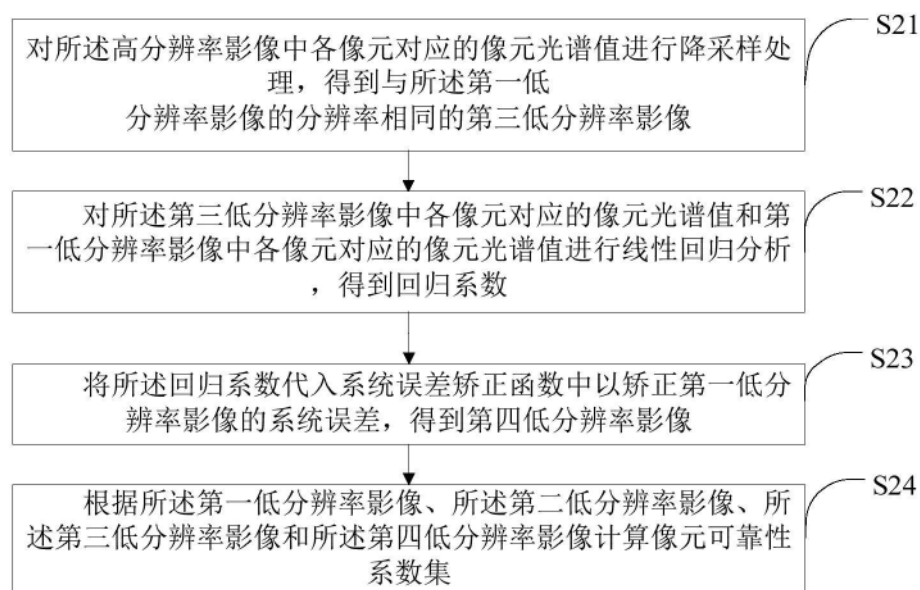 S21
对所述高分辨率影像中各像元对应的像元光谱值进行降采样处
理，得到与所述第一低
分辨率影像的分辨率相同的第三低分辨率影像
S22
对所述第三低分辨率影像中各像元对应的像元光谱值和第
一低分辨率影像中各像元对应的像元光谱值进行线性回归分析
，得到回归系数
S23
将所述回归系数代入系统误差矫正函数中以矫正第一低分
辨率影像的系统误差，得到第四低分辨率影像
S24
根据所述第一低分辨率影像、所述第二低分辨率影像、所
述第三低分辨率影像和所述第四低分辨率影像计算像元可靠性
系数集